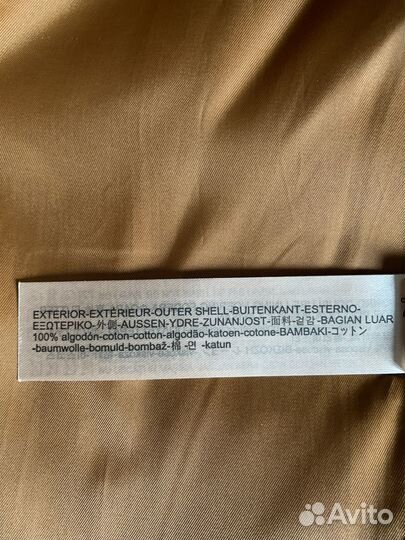 EXTERIOR-EXTÉRIEUR-OUTER SHELL-BUITENKANT-ESTERNO-
ΕΞΩΤΕΡΙΚΟ-外側-AUSSEN-YDRE-ZUNANJOST-面料-겉감-BAGIAN LUAR
100% algodón-coton-cotton-algodão-katoen-cotone-BAMBAKI-コットン
-baumwolle-bomuld-bombaž-棉 -면 -katun
Avito